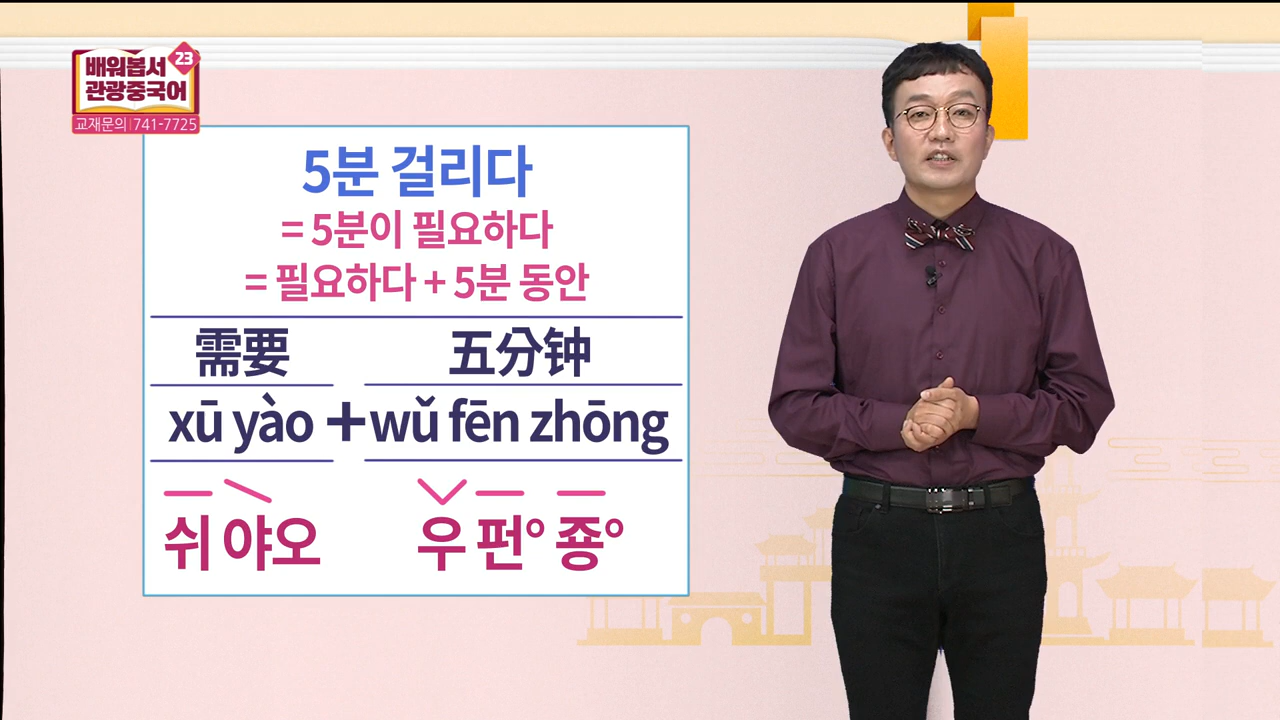 배워봅서 23
관광중국어
교재문의 | 741-7725
5분 걸리다
= 5분이 필요하다
= 필요하다 + 5분 동안
需要 五分钟
xū yào + wǔ fēn zhōng
쉬 야오 우 펀° 죵°